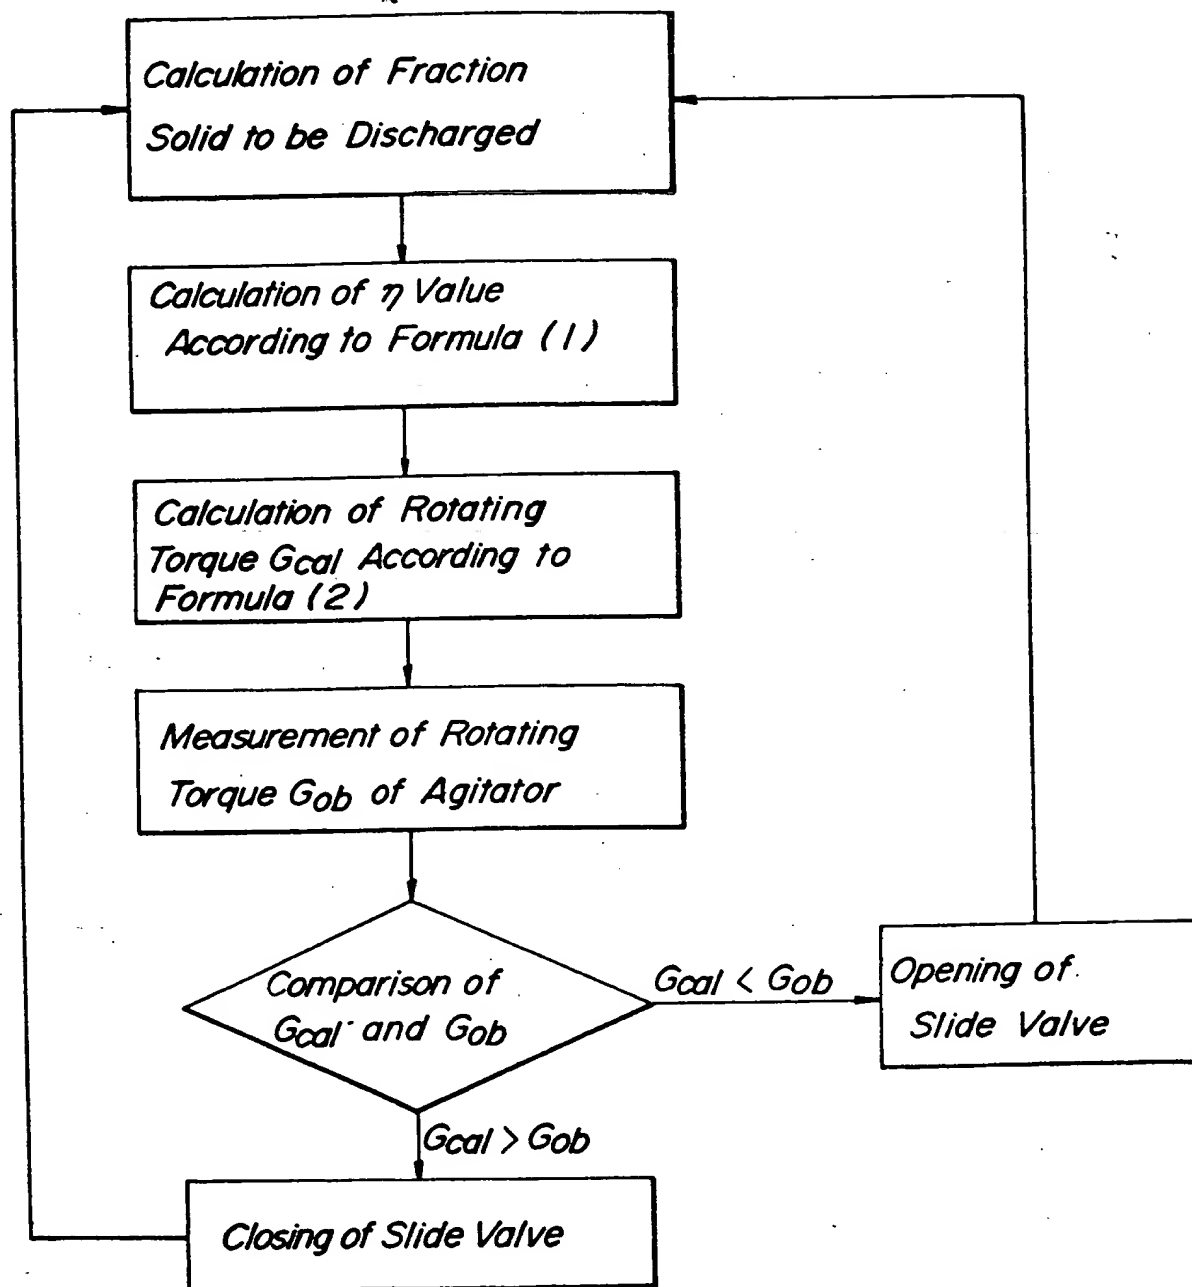 Calculation of Fraction
Solid to be Discharged
Calculation of η Value
According to Formula (1)
Calculation of Rotating
Torque Gcal According to
Formula (2)
Measurement of Rotating
Torque Gob of Agitator
Comparison of
Gcal and Gob
Gcal < Gob
Opening of
Slide Valve
Gcal > Gob
Closing of Slide Valve